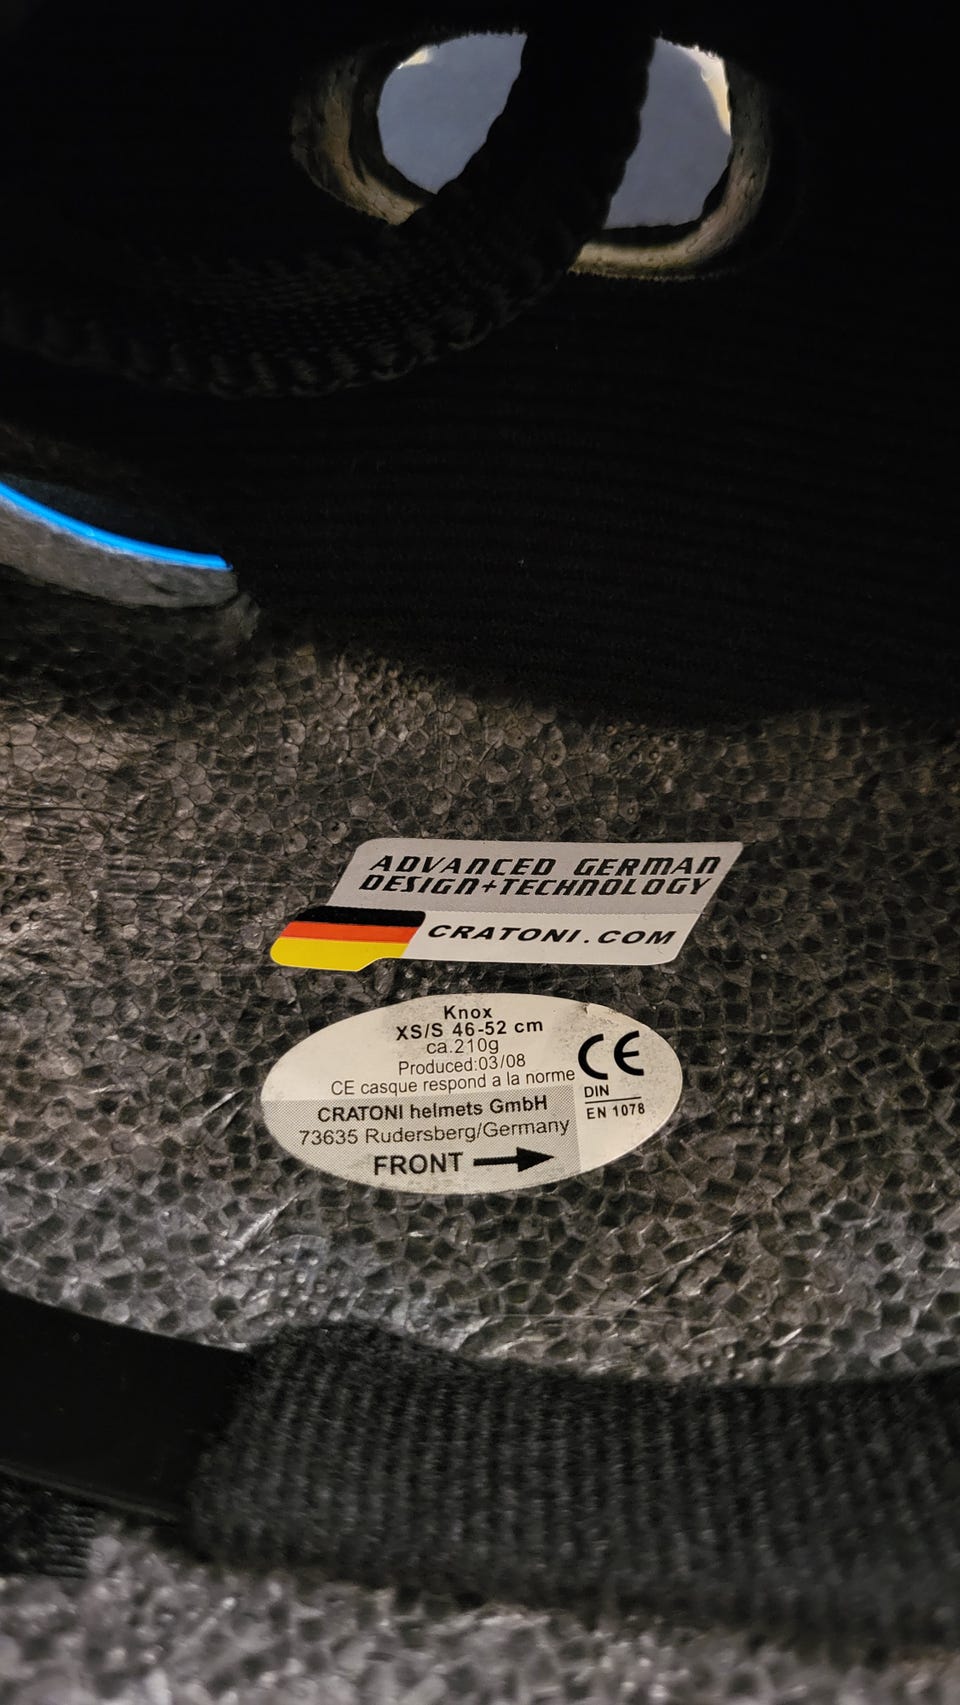 ADVANCED GERMAN
DESIGN+TECHNOLOGY
CRATONI.COM
Knox
XS/S 46-52 cm
ca.210g
Produced:03/08
CE casque respond a la norme
CE
DIN
EN 1078
CRATONI helmets GmbH
73635 Rudersberg/Germany
FRONT